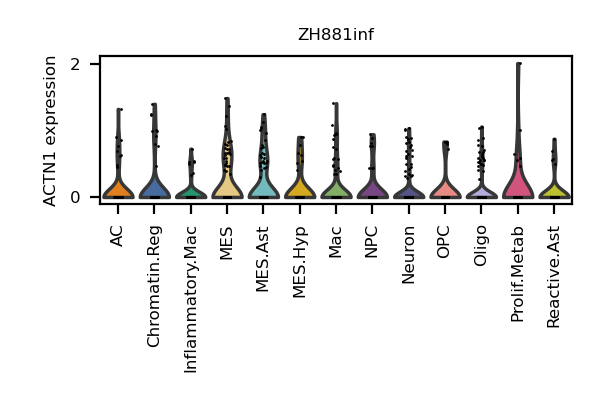 ZH881inf
ACTN1 expression
2
0
AC
Chromatin.Reg
Inflammatory.Mac
MES
MES.Ast
MES.Hyp
Mac
NPC
Neuron
OPC
Oligo
Prolif.Metab
Reactive.Ast